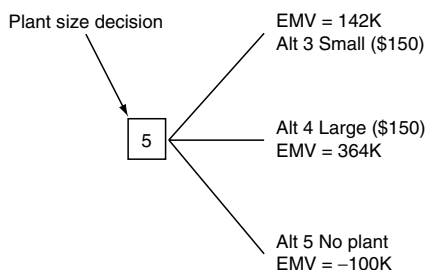 Plant size decision
EMV = 142K
Alt 3 Small ($150)
5
Alt 4 Large ($150)
EMV = 364K
Alt 5 No plant
EMV = −100K